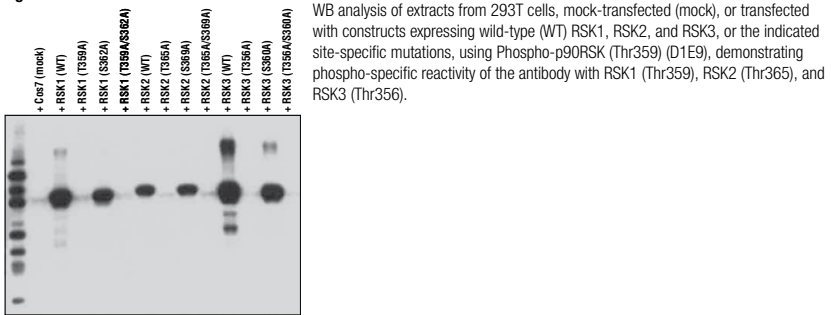 + Cos7 (mock)
+ RSK1 (WT)
+ RSK1 (T359A)
+ RSK1 (S362A)
+ RSK1 (T359A/S362A)
+ RSK2 (WT)
+ RSK2 (T365A)
+ RSK2 (S369A)
+ RSK2 (T365A/S369A)
+ RSK3 (WT)
+ RSK3 (T356A)
+ RSK3 (S360A)
+ RSK3 (T356A/S360A)
WB analysis of extracts from 293T cells, mock-transfected (mock), or transfected
with constructs expressing wild-type (WT) RSK1, RSK2, and RSK3, or the indicated
site-specific mutations, using Phospho-p90RSK (Thr359) (D1E9), demonstrating
phospho-specific reactivity of the antibody with RSK1 (Thr359), RSK2 (Thr365), and
RSK3 (Thr356).